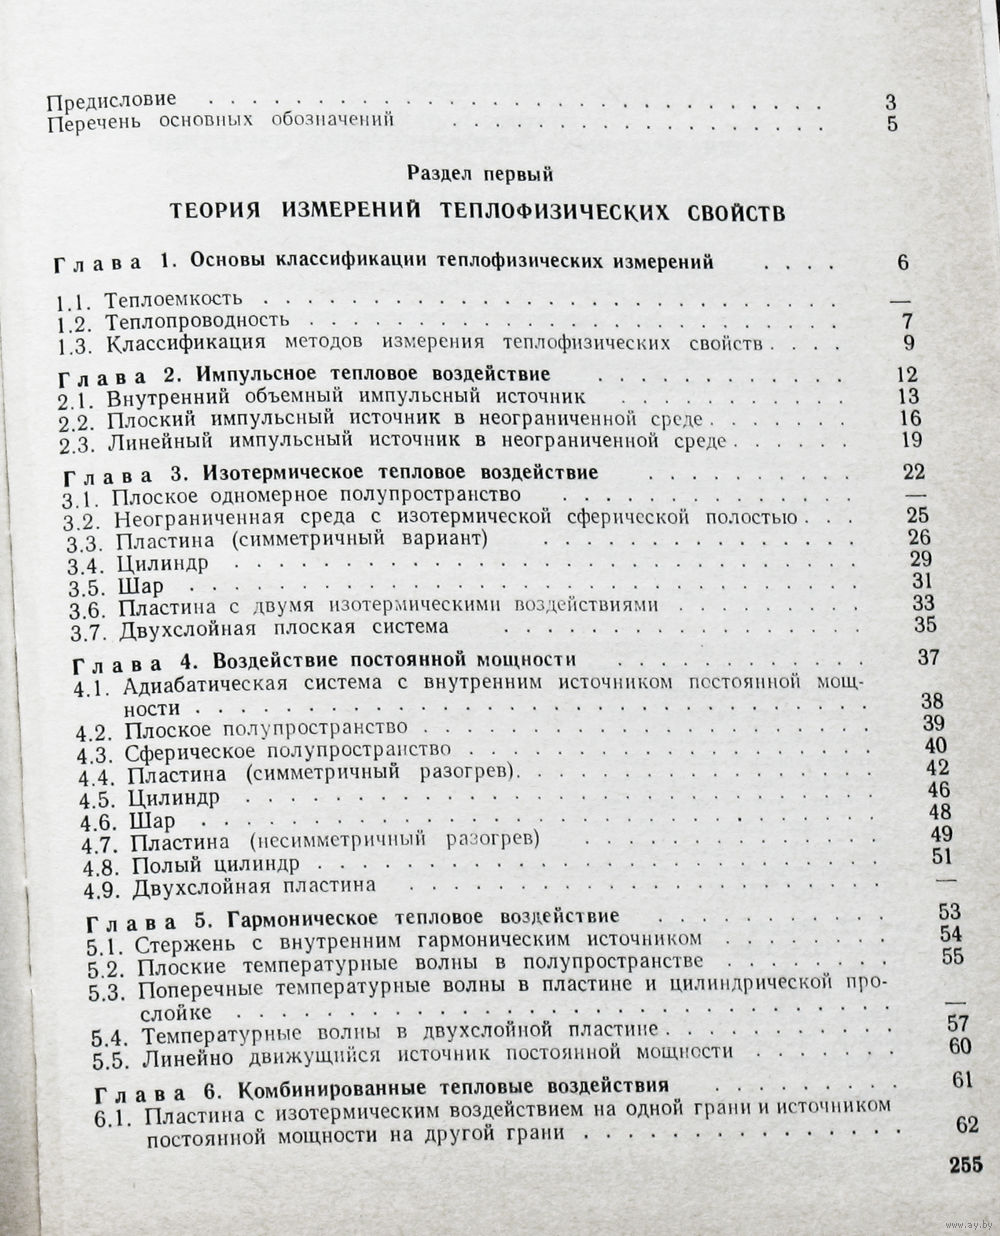 Предисловие . . . . . . . . . . . . . . . . . . . . . . . 3
Перечень основных обозначений . . . . . . . . . . . . . . 5
Раздел первый
ТЕОРИЯ ИЗМЕРЕНИЙ ТЕПЛОФИЗИЧЕСКИХ СВОЙСТВ
Глава 1. Основы классификации теплофизических измерений . . . . 6
1.1. Теплоемкость . . . . . . . . . . . . . . . . . . . . —
1.2. Теплопроводность . . . . . . . . . . . . . . . . . . 7
1.3. Классификация методов измерения теплофизических свойств . . . . 9
Глава 2. Импульсное тепловое воздействие . . . . . . . . . . 12
2.1. Внутренний объемный импульсный источник . . . . . . . . 13
2.2. Плоский импульсный источник в неограниченной среде . . . . . . . 16
2.3. Линейный импульсный источник в неограниченной среде . . . . . . 19
Глава 3. Изотермическое тепловое воздействие . . . . . . . . 22
3.1. Плоское одномерное полупространство . . . . . . . . . . —
3.2. Неограниченная среда с изотермической сферической полостью . . . 25
3.3. Пластина (симметричный вариант) . . . . . . . . . . . . 26
3.4. Цилиндр . . . . . . . . . . . . . . . . . . . . . . 29
3.5. Шар . . . . . . . . . . . . . . . . . . . . . . . . 31
3.6. Пластина с двумя изотермическими воздействиями . . . . . . . 33
3.7. Двухслойная плоская система . . . . . . . . . . . . . 35
Глава 4. Воздействие постоянной мощности . . . . . . . . . . 37
4.1. Адиабатическая система с внутренним источником постоянной мощ-
ности . . . . . . . . . . . . . . . . . . . . . . . . 38
4.2. Плоское полупространство . . . . . . . . . . . . . . . 39
4.3. Сферическое полупространство . . . . . . . . . . . . . 40
4.4. Пластина (симметричный разогрев) . . . . . . . . . . . . 42
4.5. Цилиндр . . . . . . . . . . . . . . . . . . . . . . 46
4.6. Шар . . . . . . . . . . . . . . . . . . . . . . . . 48
4.7. Пластина (несимметричный разогрев) . . . . . . . . . . . 49
4.8. Полый цилиндр . . . . . . . . . . . . . . . . . . . 51
4.9. Двухслойная пластина . . . . . . . . . . . . . . . . —
Глава 5. Гармоническое тепловое воздействие . . . . . . . . . 53
5.1. Стержень с внутренним гармоническим источником . . . . . . . 54
5.2. Плоские температурные волны в полупространстве . . . . . . . 55
5.3. Поперечные температурные волны в пластине и цилиндрической про-
слойке . . . . . . . . . . . . . . . . . . . . . . . —
5.4. Температурные волны в двухслойной пластине . . . . . . . . . 57
5.5. Линейно движущийся источник постоянной мощности . . . . . . . 60
Глава 6. Комбинированные тепловые воздействия . . . . . . . . 61
6.1. Пластина с изотермическим воздействием на одной грани и источником
постоянной мощности на другой грани . . . . . . . . . . . . 62
255
www.ay.by